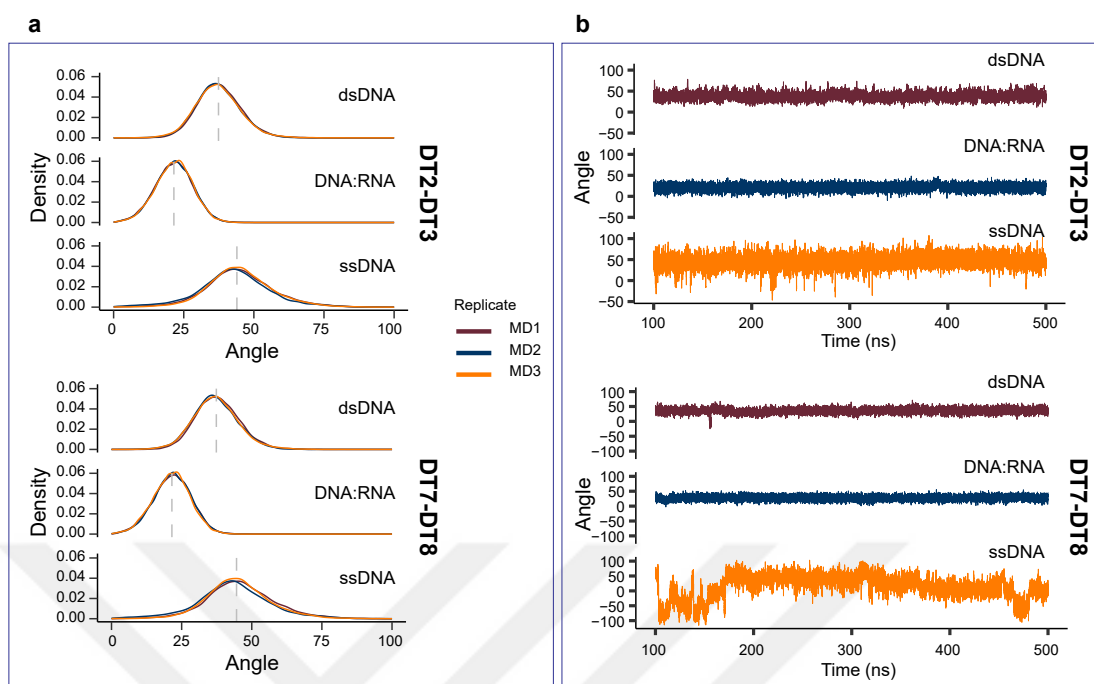 a
0.06
0.04
0.02
0.00
dsDNA
0.06
0.04
0.02
0.00
DNA:RNA
0.06
0.04
0.02
0.00
ssDNA
Density
0 25 50 75 100
Angle
DT2-DT3
Replicate
MD1
MD2
MD3
0.06
0.04
0.02
0.00
dsDNA
0.06
0.04
0.02
0.00
DNA:RNA
0.06
0.04
0.02
0.00
ssDNA
Density
0 25 50 75 100
Angle
DT7-DT8
b
dsDNA
100
50
0
−50
DNA:RNA
100
50
0
−50
ssDNA
100
50
0
−50
Angle
100 200 300 400 500
Time (ns)
DT2-DT3
dsDNA
100
50
0
−50
−100
DNA:RNA
100
50
0
−50
−100
ssDNA
100
50
0
−50
−100
Angle
100 200 300 400 500
Time (ns)
DT7-DT8